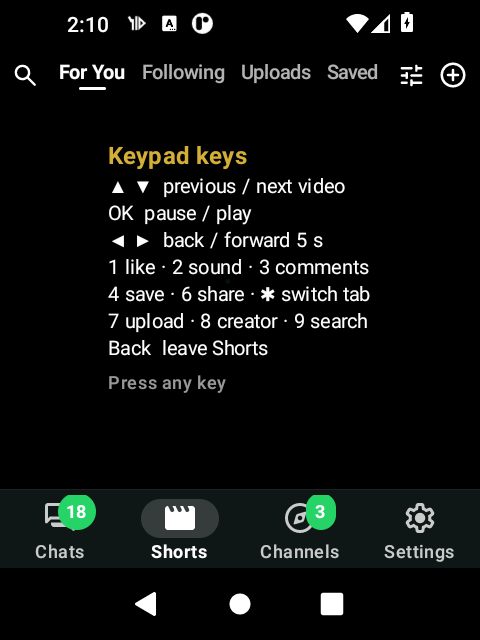 2:10
For You Following Uploads Saved
Keypad keys
▲ ▼ previous / next video
OK pause / play
◄ ► back / forward 5 s
1 like · 2 sound · 3 comments
4 save · 6 share · ✱ switch tab
7 upload · 8 creator · 9 search
Back leave Shorts
Press any key
18
3
Chats Shorts Channels Settings